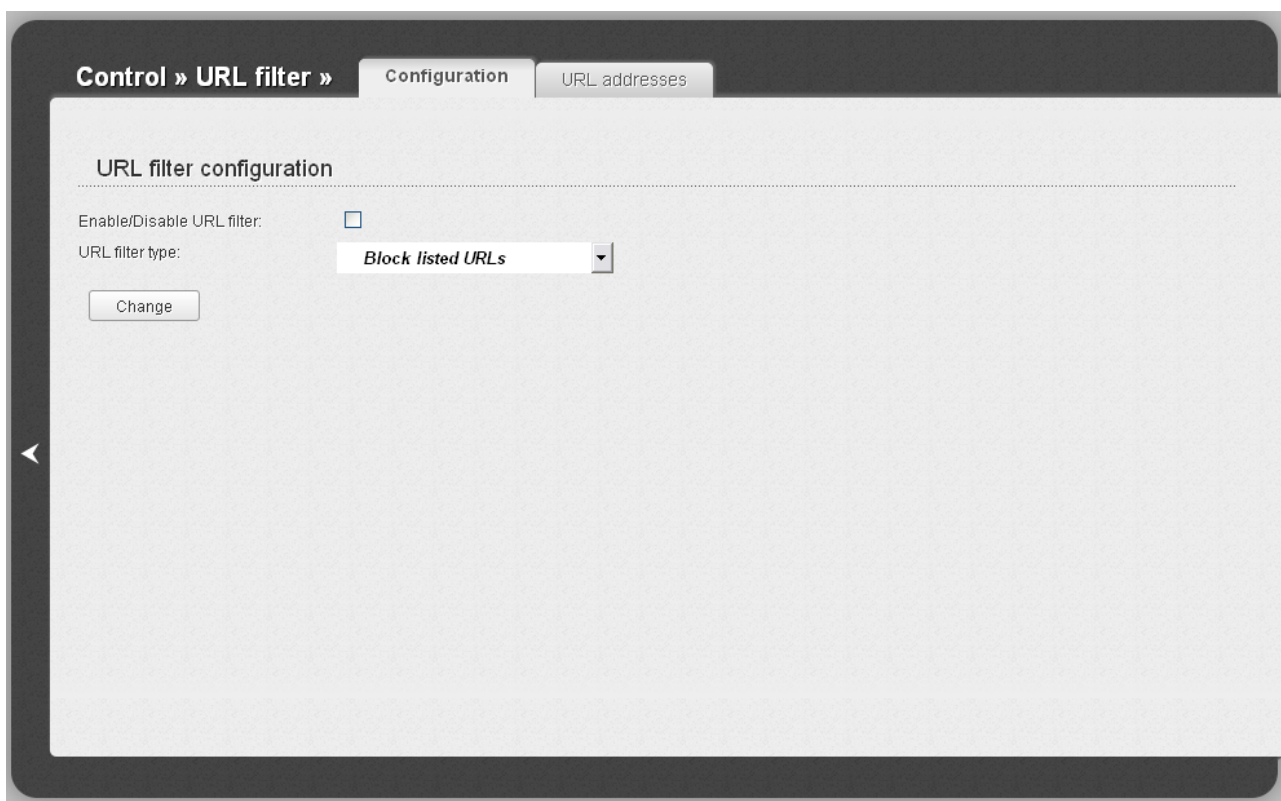 Control » URL filter » Configuration URL addresses
URL filter configuration
Enable/Disable URL filter:
URL filter type: Block listed URLs
Change